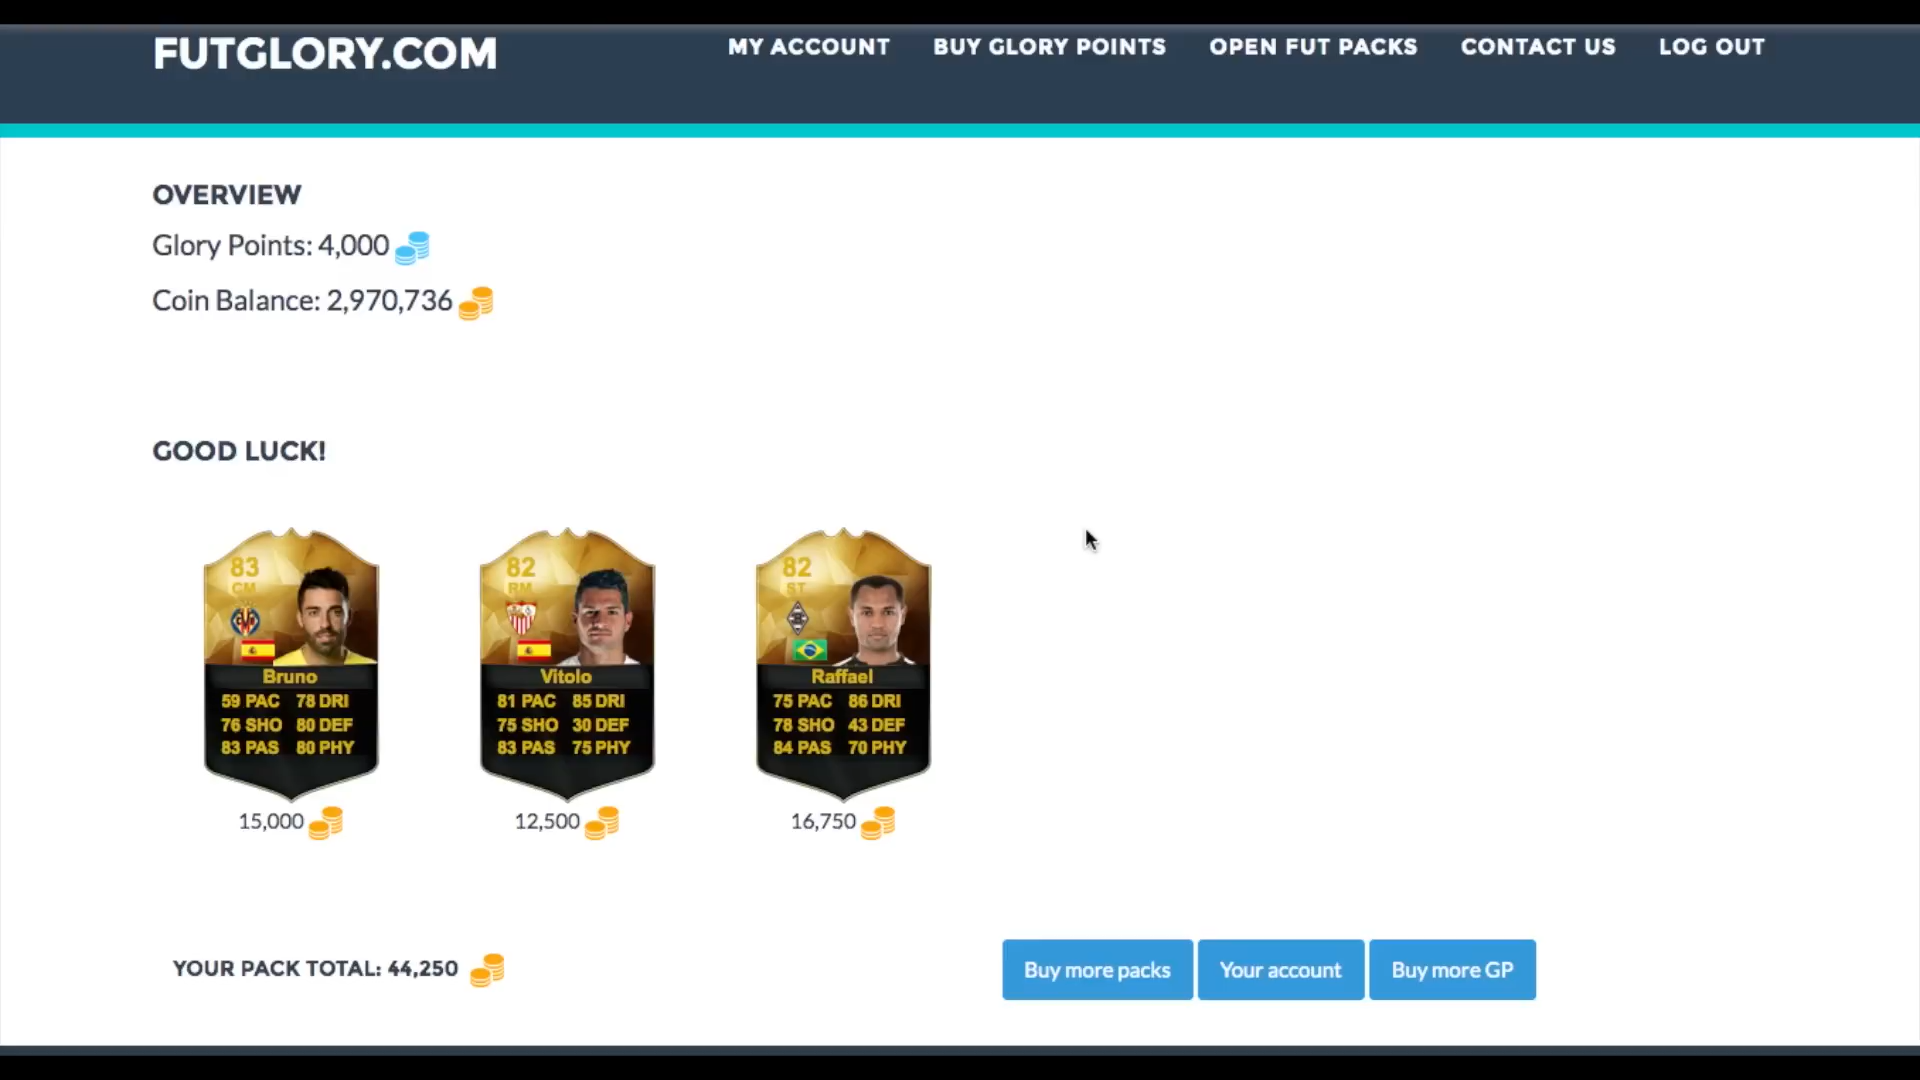 FUTGLORY.COM
MY ACCOUNT BUY GLORY POINTS OPEN FUT PACKS CONTACT US LOG OUT
OVERVIEW
Glory Points: 4,000
Coin Balance: 2,970,736
GOOD LUCK!
83
CM
Bruno
59 PAC 78 DRI
76 SHO 80 DEF
83 PAS 80 PHY
15,000
82
RM
Vitolo
81 PAC 85 DRI
75 SHO 30 DEF
83 PAS 75 PHY
12,500
82
ST
Raffael
75 PAC 86 DRI
78 SHO 43 DEF
84 PAS 70 PHY
16,750
YOUR PACK TOTAL: 44,250
Buy more packs Your account Buy more GP